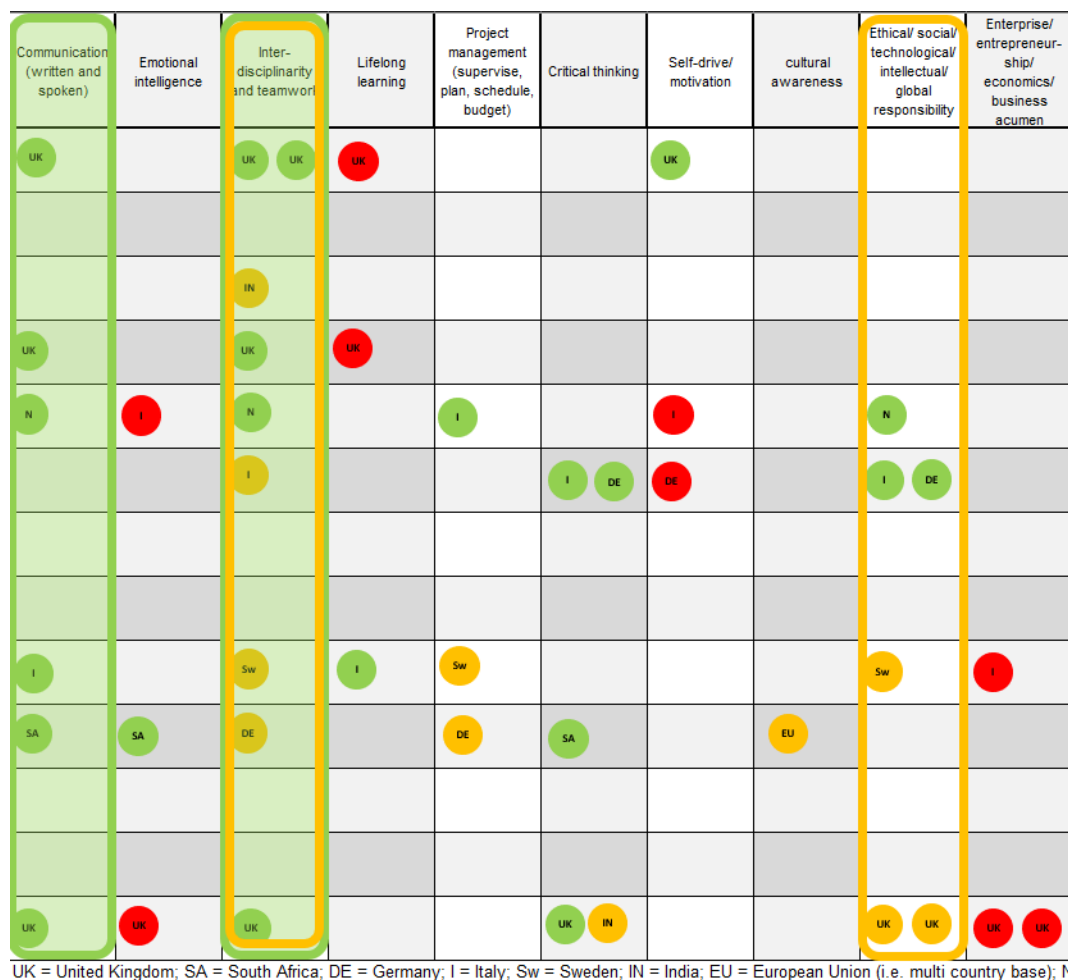 Communication
(written and
spoken)
Emotional
intelligence
Inter-
disciplinarity
and teamwork
Lifelong
learning
Project
management
(supervise,
plan, schedule,
budget)
Critical thinking
Self-drive/
motivation
cultural
awareness
Ethical/ social/
technological/
intellectual/
global
responsibility
Enterprise/
entrepreneur-
ship/
economics/
business
acumen
UK UK UK UK UK
IN
UK UK UK
N I N I I N
I I DE DE I DE
I Sw I Sw Sw I
SA SA DE DE SA EU
UK UK UK UK IN UK UK UK UK
UK = United Kingdom; SA = South Africa; DE = Germany; I = Italy; Sw = Sweden; IN = India; EU = European Union (i.e. multi country base); N